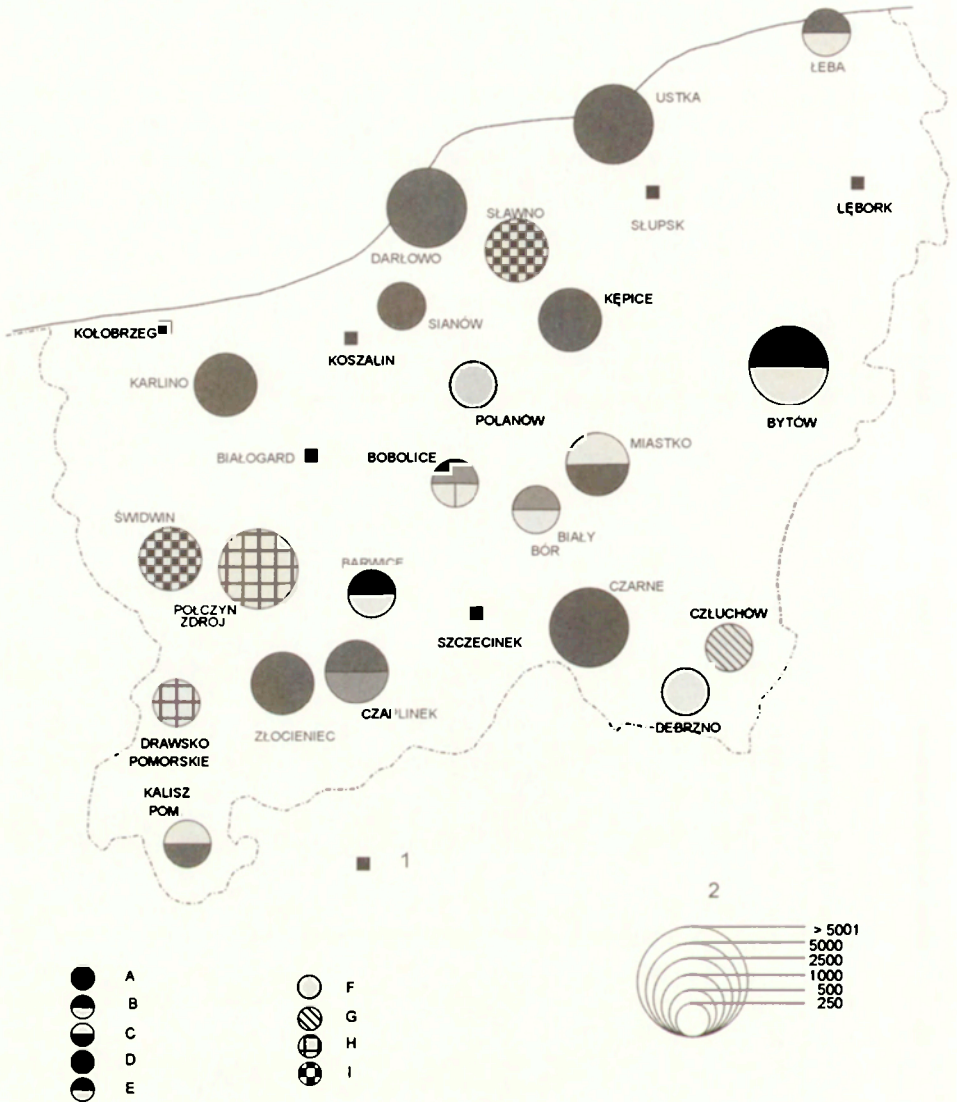 ŁEBA
USTKA
LĘBORK
SŁUPSK
SŁAWNO
DARŁOWO
KĘPICE
SIANÓW
KOŁOBRZEG
KOSZALIN
KARLINO
POLANÓW
BYTÓW
MIASTKO
BIAŁOGARD
BOBOLICE
ŚWIDWIN
BIAŁY
BÓR
BARWICE
CZARNE
POŁCZYN
ZDRÓJ
CZŁUCHÓW
SZCZECINEK
CZAPLINEK
DEBRZNO
ZŁOCIENIEC
DRAWSKO
POMORSKIE
KALISZ
POM
1
2
> 5001
5000
2500
1000
500
250
A
B
C
D
E
F
G
H
I